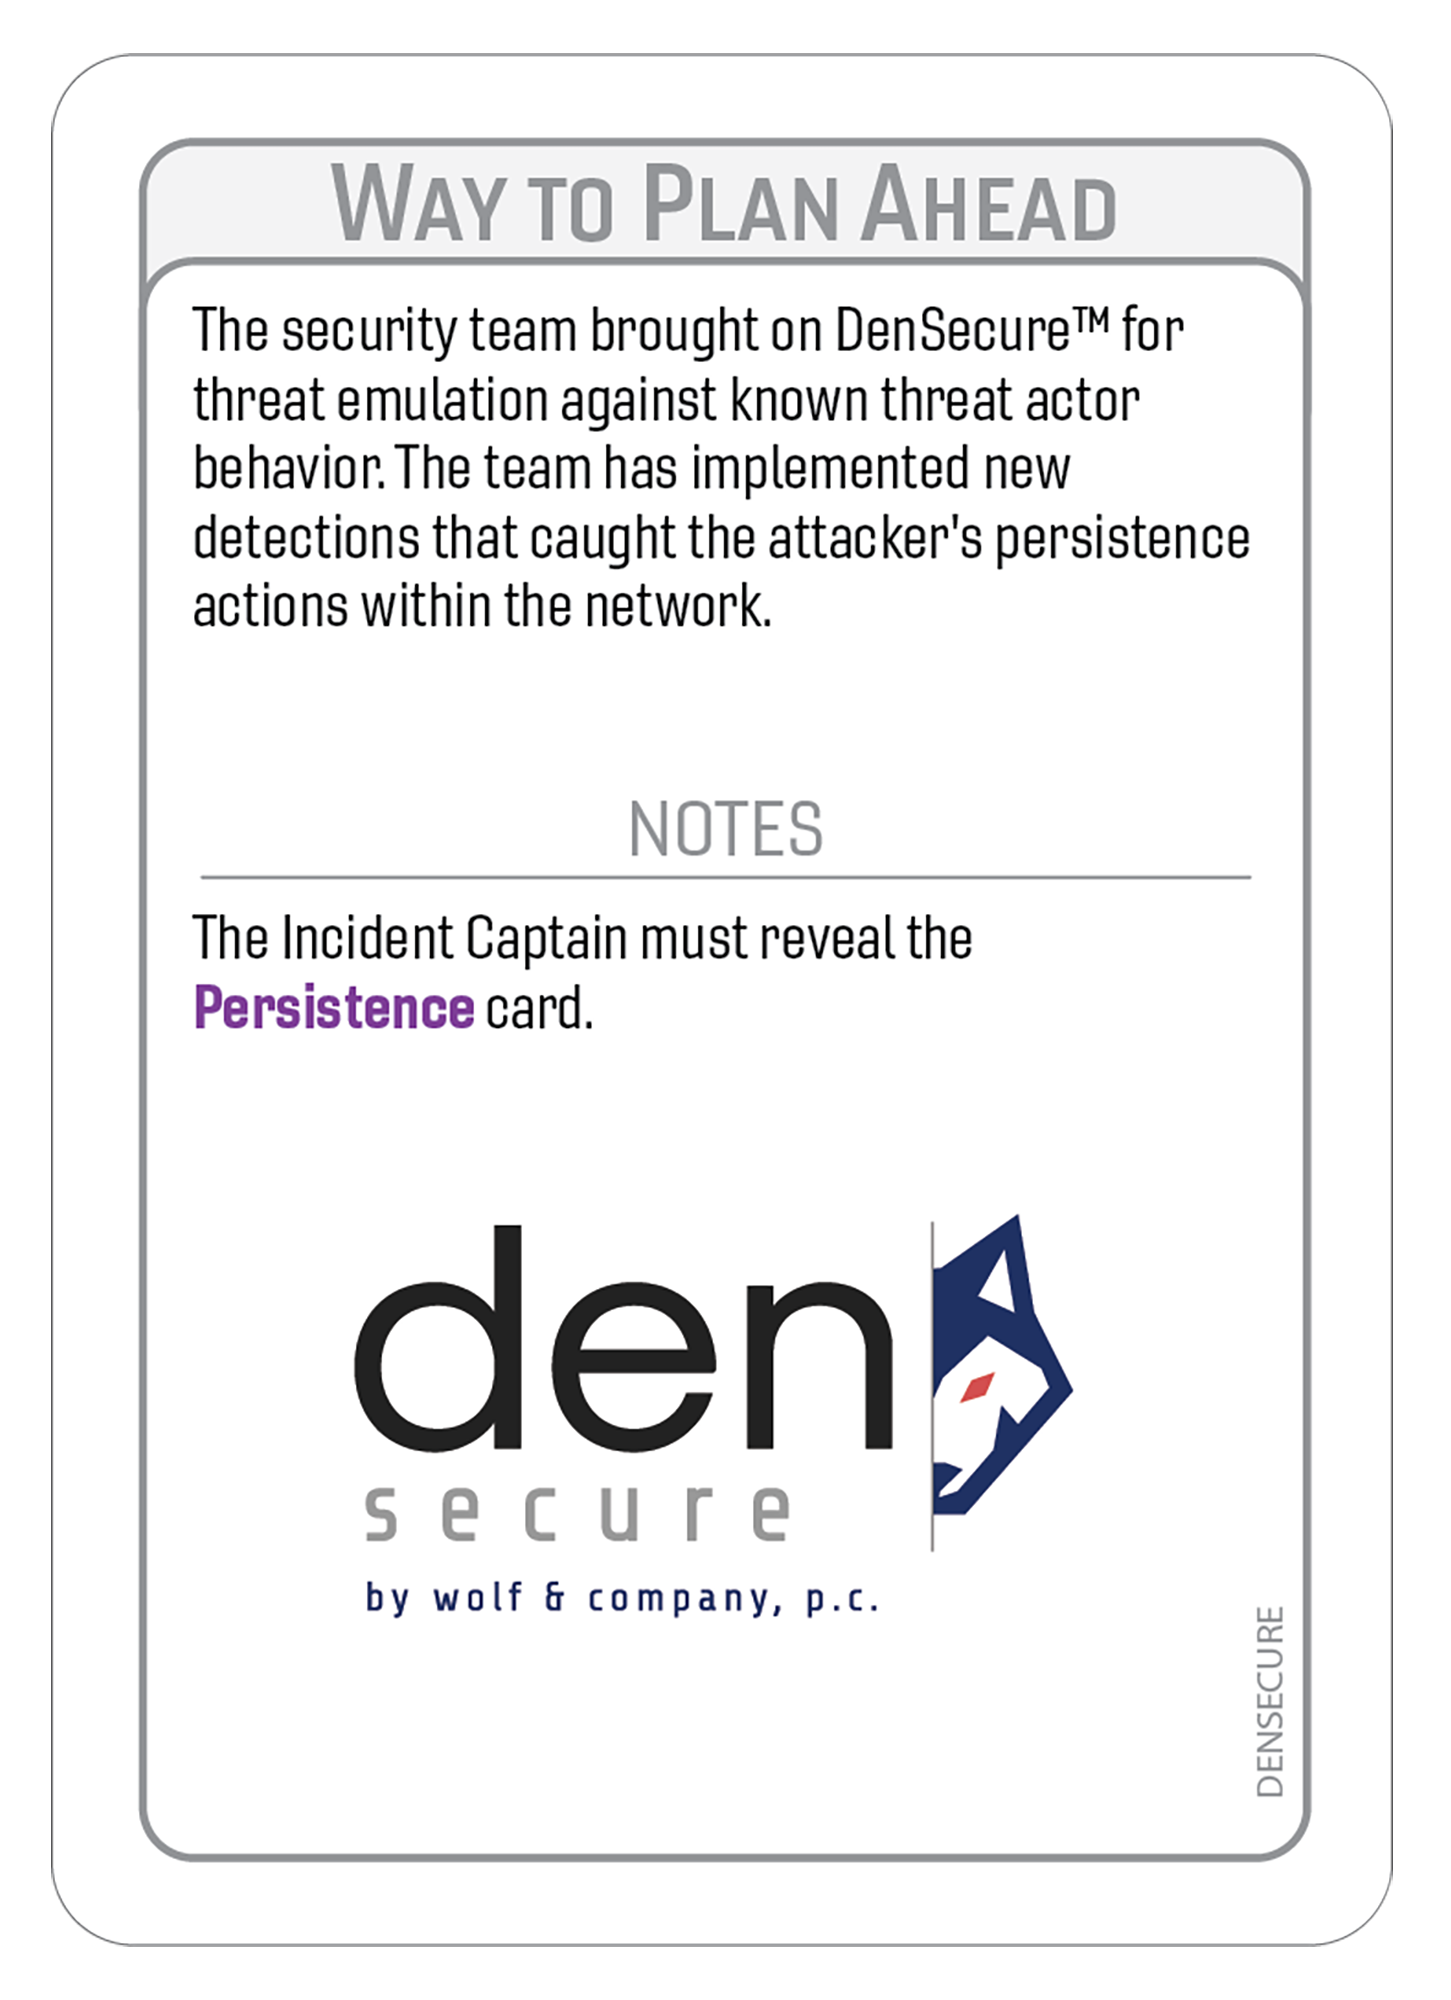 WAY TO PLAN AHEAD
The security team brought on DenSecure™ for
threat emulation against known threat actor
behavior. The team has implemented new
detections that caught the attacker's persistence
actions within the network.
NOTES
The Incident Captain must reveal the
Persistence card.
den
secure
by wolf & company, p.c.
DENSECURE